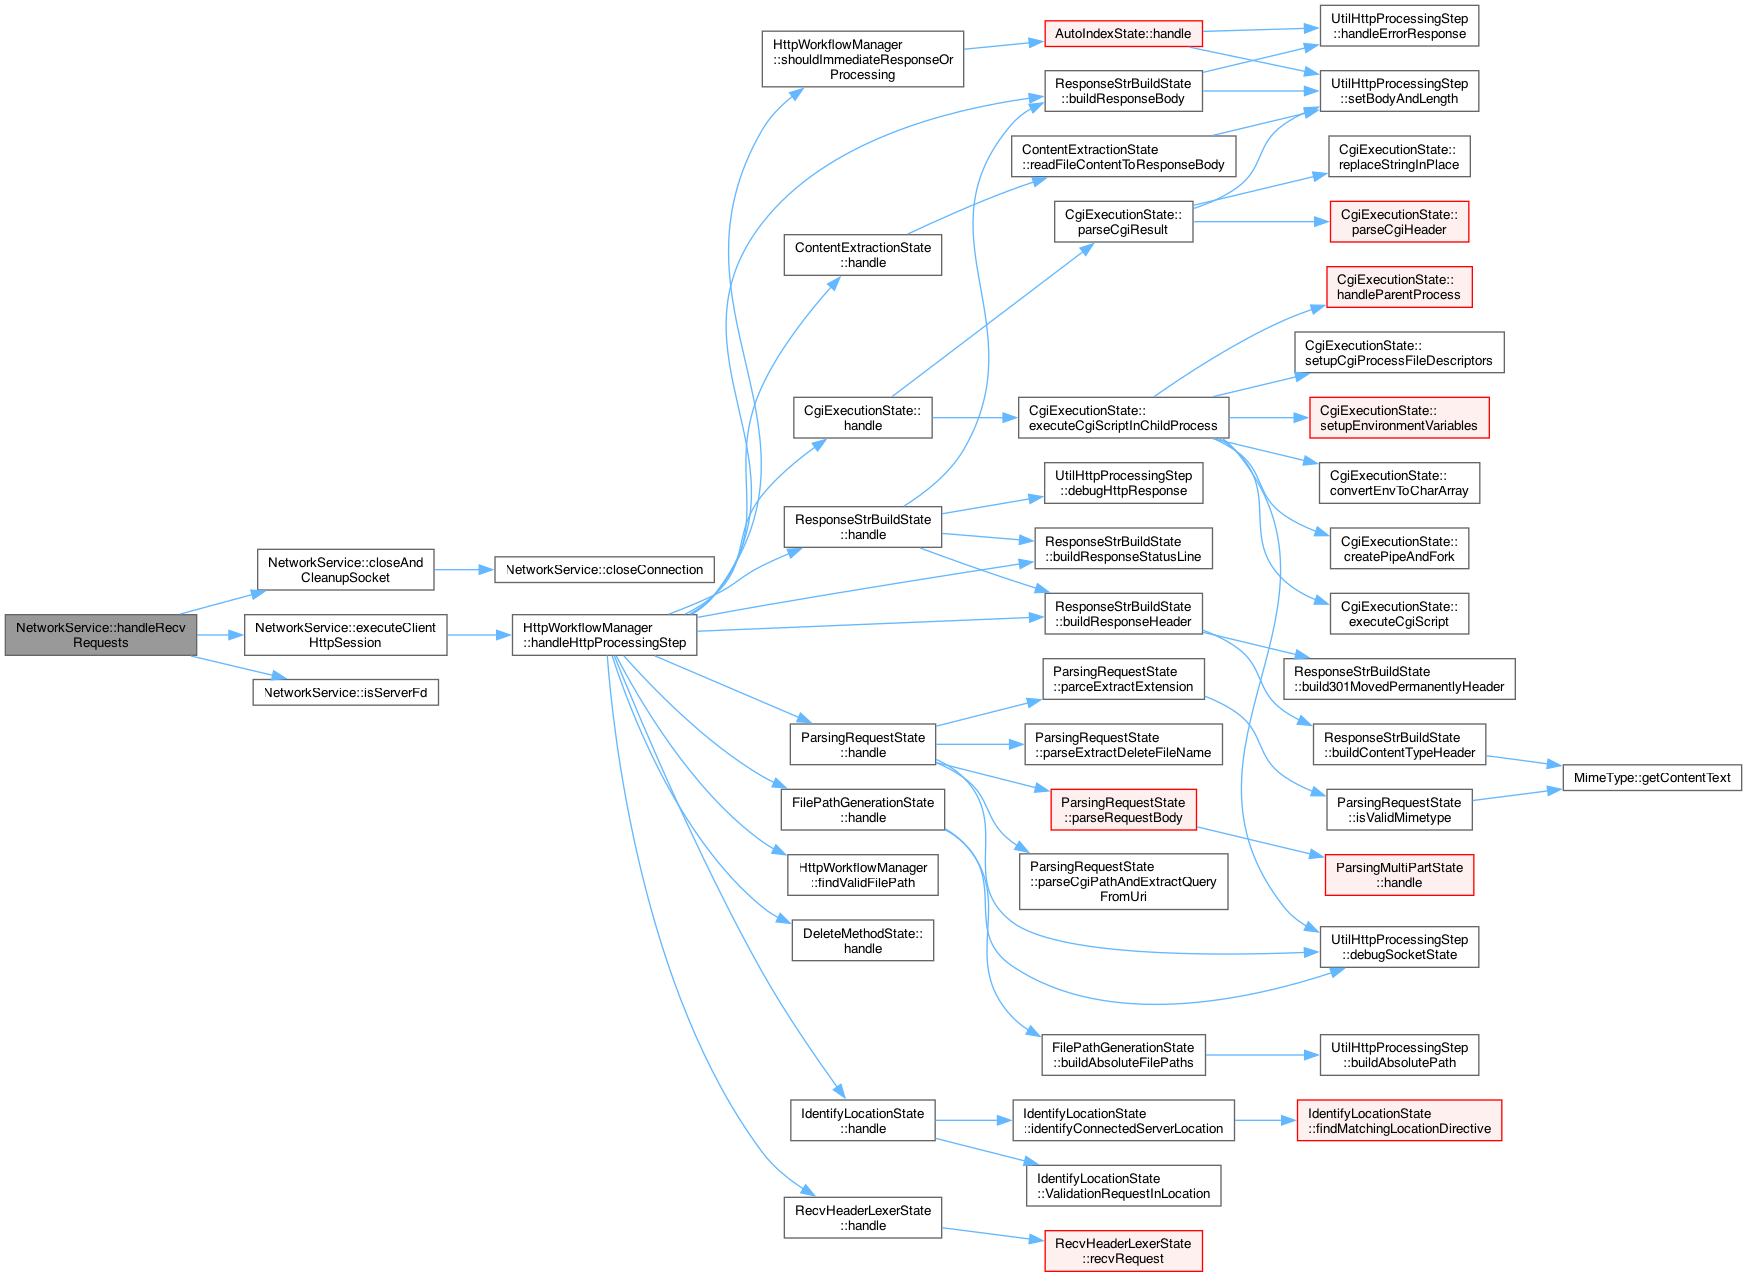 NetworkService::handleRecv
Requests
NetworkService::closeAnd
CleanupSocket
NetworkService::closeConnection
NetworkService::executeClient
HttpSession
NetworkService::isServerFd
HttpWorkflowManager
::handleHttpProcessingStep
HttpWorkflowManager
::shouldImmediateResponseOr
Processing
AutoIndexState::handle
UtilHttpProcessingStep
::handleErrorResponse
ResponseStrBuildState
::buildResponseBody
UtilHttpProcessingStep
::setBodyAndLength
ContentExtractionState
::handle
ContentExtractionState
::readFileContentToResponseBody
CgiExecutionState::
handle
CgiExecutionState::
parseCgiResult
CgiExecutionState::
replaceStringInPlace
CgiExecutionState::
parseCgiHeader
CgiExecutionState::
executeCgiScriptInChildProcess
CgiExecutionState::
handleParentProcess
CgiExecutionState::
setupCgiProcessFileDescriptors
CgiExecutionState::
setupEnvironmentVariables
CgiExecutionState::
convertEnvToCharArray
CgiExecutionState::
createPipeAndFork
CgiExecutionState::
executeCgiScript
ResponseStrBuildState
::handle
UtilHttpProcessingStep
::debugHttpResponse
ResponseStrBuildState
::buildResponseStatusLine
ResponseStrBuildState
::buildResponseHeader
ResponseStrBuildState
::build301MovedPermanentlyHeader
ResponseStrBuildState
::buildContentTypeHeader
MimeType::getContentText
ParsingRequestState
::handle
ParsingRequestState
::parceExtractExtension
ParsingRequestState
::parseExtractDeleteFileName
ParsingRequestState
::parseRequestBody
ParsingRequestState
::parseCgiPathAndExtractQuery
FromUri
ParsingRequestState
::isValidMimetype
ParsingMultiPartState
::handle
UtilHttpProcessingStep
::debugSocketState
FilePathGenerationState
::handle
HttpWorkflowManager
::findValidFilePath
DeleteMethodState::
handle
FilePathGenerationState
::buildAbsoluteFilePaths
UtilHttpProcessingStep
::buildAbsolutePath
IdentifyLocationState
::handle
IdentifyLocationState
::identifyConnectedServerLocation
IdentifyLocationState
::findMatchingLocationDirective
IdentifyLocationState
::ValidationRequestInLocation
RecvHeaderLexerState
::handle
RecvHeaderLexerState
::recvRequest